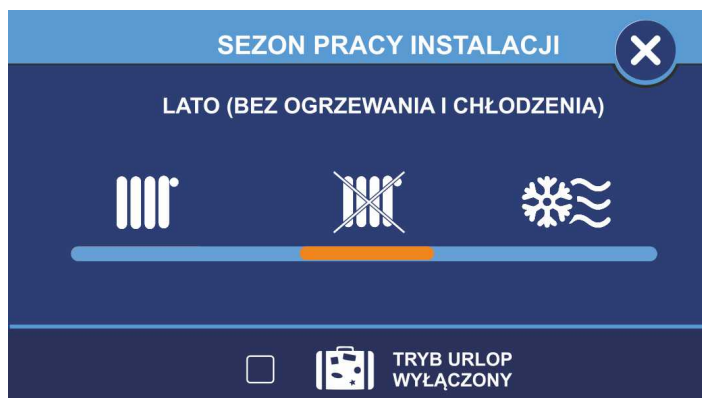 SEZON PRACY INSTALACJI
LATO (BEZ OGRZEWANIA I CHŁODZENIA)
TRYB URLOP
WYŁĄCZONY